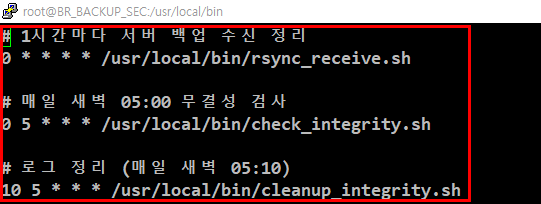 root@BR_BACKUP_SEC:/usr/local/bin
# 1시간마다 서버 백업 수신 정리
0 * * * * /usr/local/bin/rsync_receive.sh
# 매일 새벽 05:00 무결성 검사
0 5 * * * /usr/local/bin/check_integrity.sh
# 로그 정리 (매일 새벽 05:10)
10 5 * * * /usr/local/bin/cleanup_integrity.sh